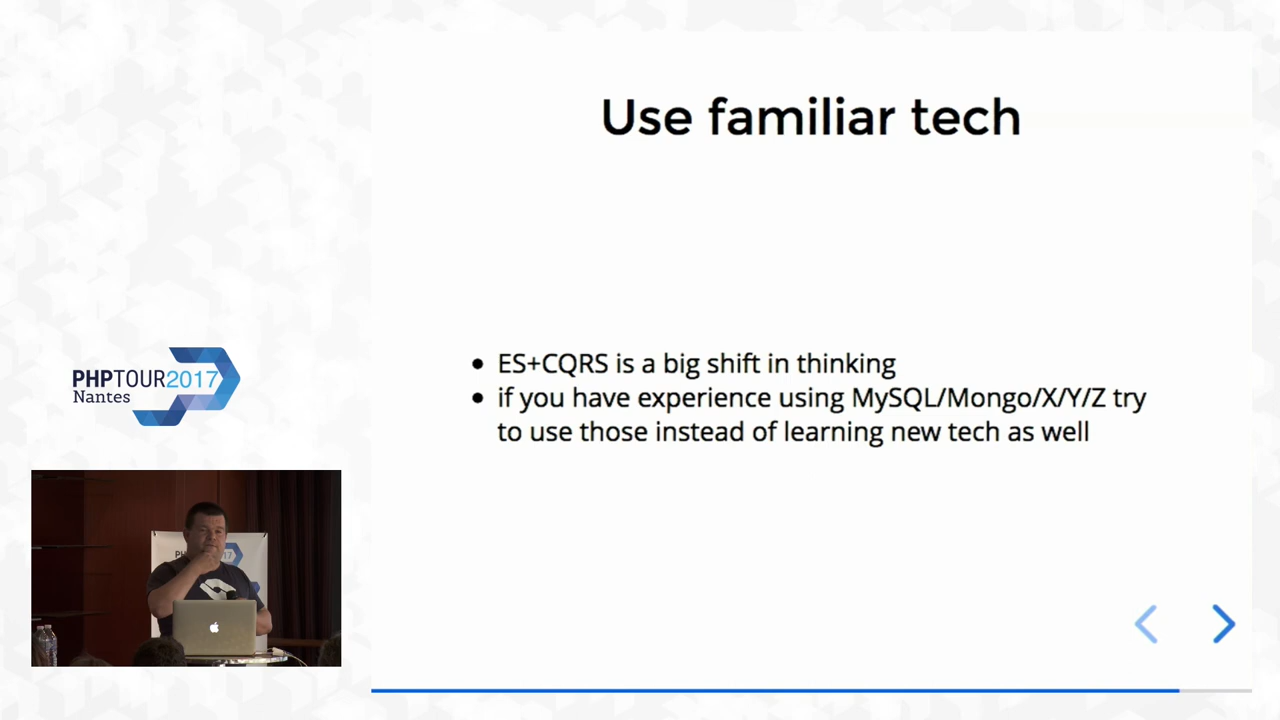 Use familiar tech
ES+CQRS is a big shift in thinking
if you have experience using MySQL/Mongo/X/Y/Z try
to use those instead of learning new tech as well
PHPTOUR2017
Nantes